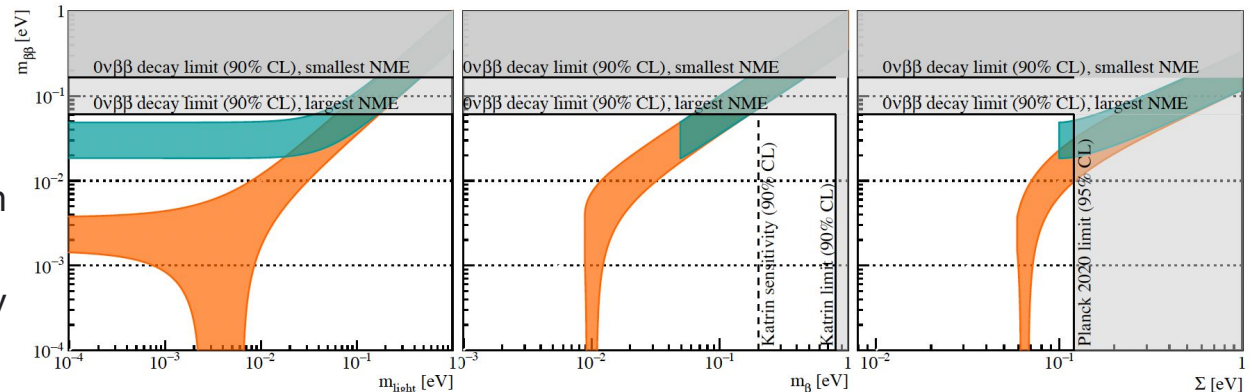 m_ββ [eV]
1
10⁻¹
10⁻²
10⁻³
10⁻⁴
0νββ decay limit (90% CL), smallest NME
0νββ decay limit (90% CL), largest NME
10⁻⁴ 10⁻³ 10⁻² 10⁻¹
m_light [eV]
0νββ decay limit (90% CL), smallest NME
0νββ decay limit (90% CL), largest NME
Katrin sensitivity (90% CL)
Katrin limit (90% CL)
10⁻² 10⁻¹
m_β [eV]
0νββ decay limit (90% CL), smallest NME
0νββ decay limit (90% CL), largest NME
Planck 2020 limit (95% CL)
10⁻² 10⁻¹ 1
Σ [eV]